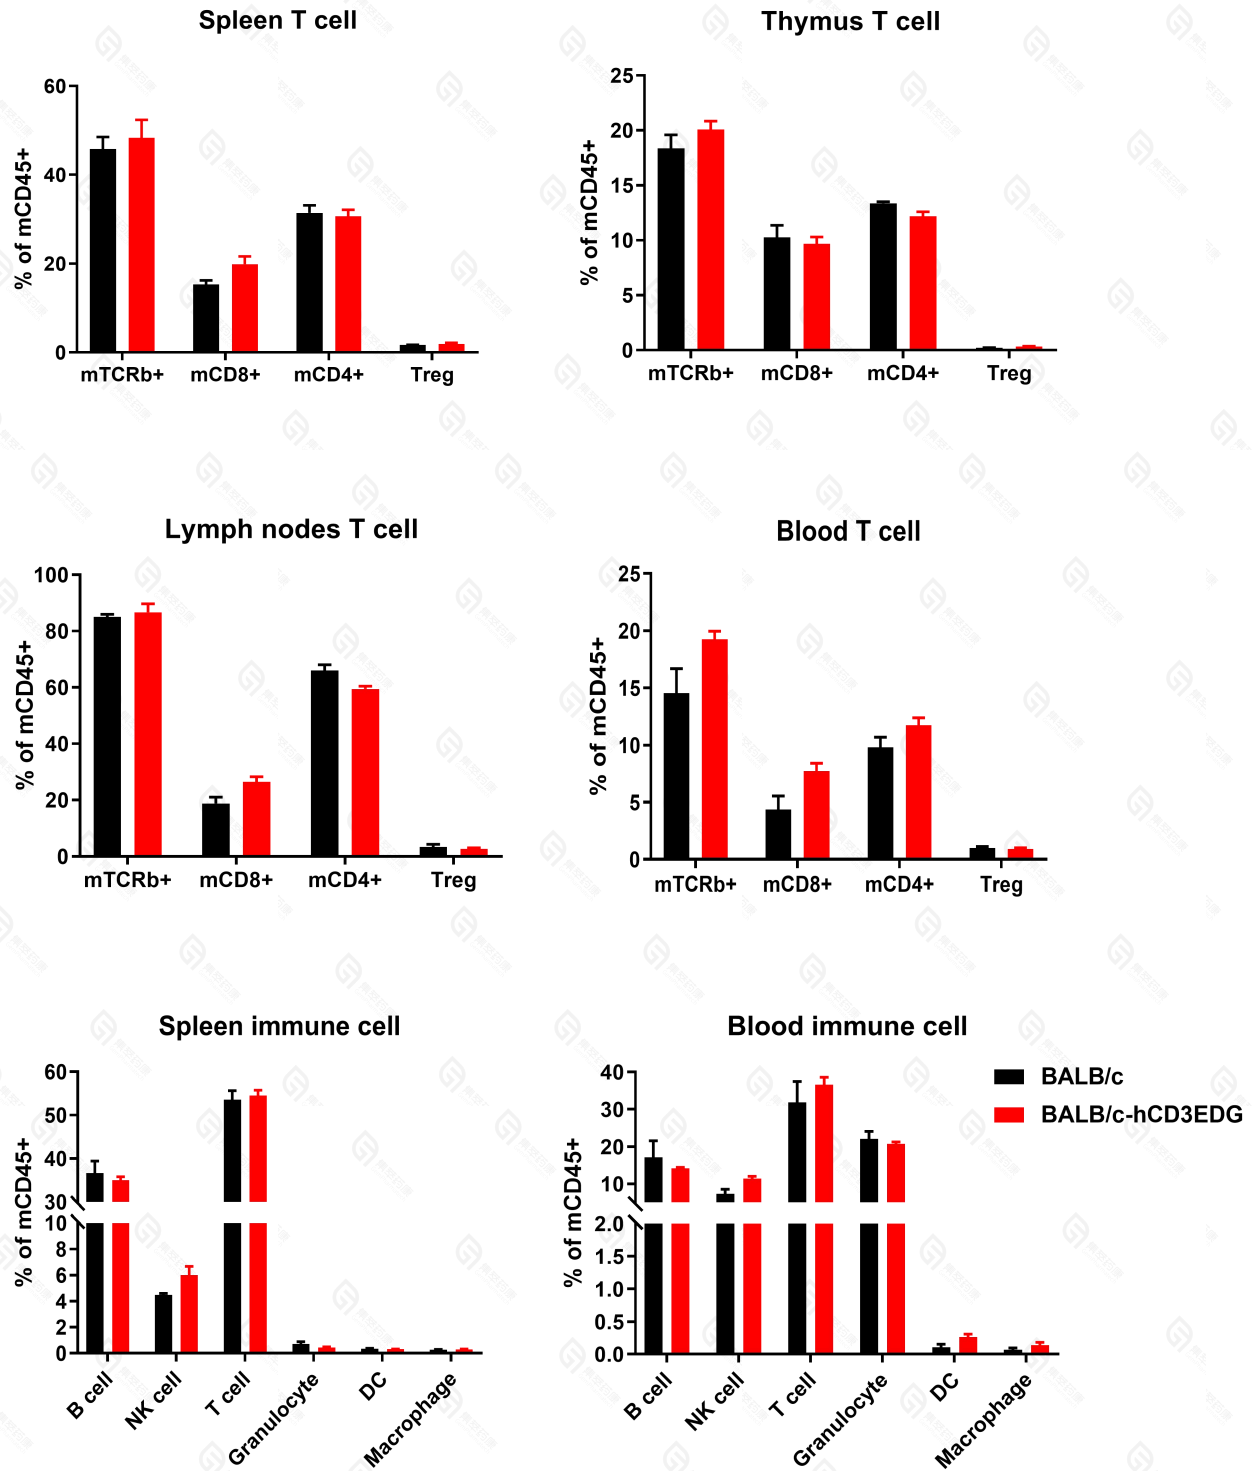 Spleen T cell
% of mCD45+
60
40
20
0
mTCRb+ mCD8+ mCD4+ Treg
Thymus T cell
% of mCD45+
25
20
15
10
5
0
mTCRb+ mCD8+ mCD4+ Treg
Lymph nodes T cell
% of mCD45+
100
80
60
40
20
0
mTCRb+ mCD8+ mCD4+ Treg
Blood T cell
% of mCD45+
25
20
15
10
5
0
mTCRb+ mCD8+ mCD4+ Treg
Spleen immune cell
% of mCD45+
60
50
40
30
10
8
6
4
2
0
B cell
NK cell
T cell
Granulocyte
DC
Macrophage
Blood immune cell
% of mCD45+
40
30
20
10
2.0
1.5
1.0
0.5
0.0
B cell
NK cell
T cell
Granulocyte
DC
Macrophage
BALB/c
BALB/c-hCD3EDG